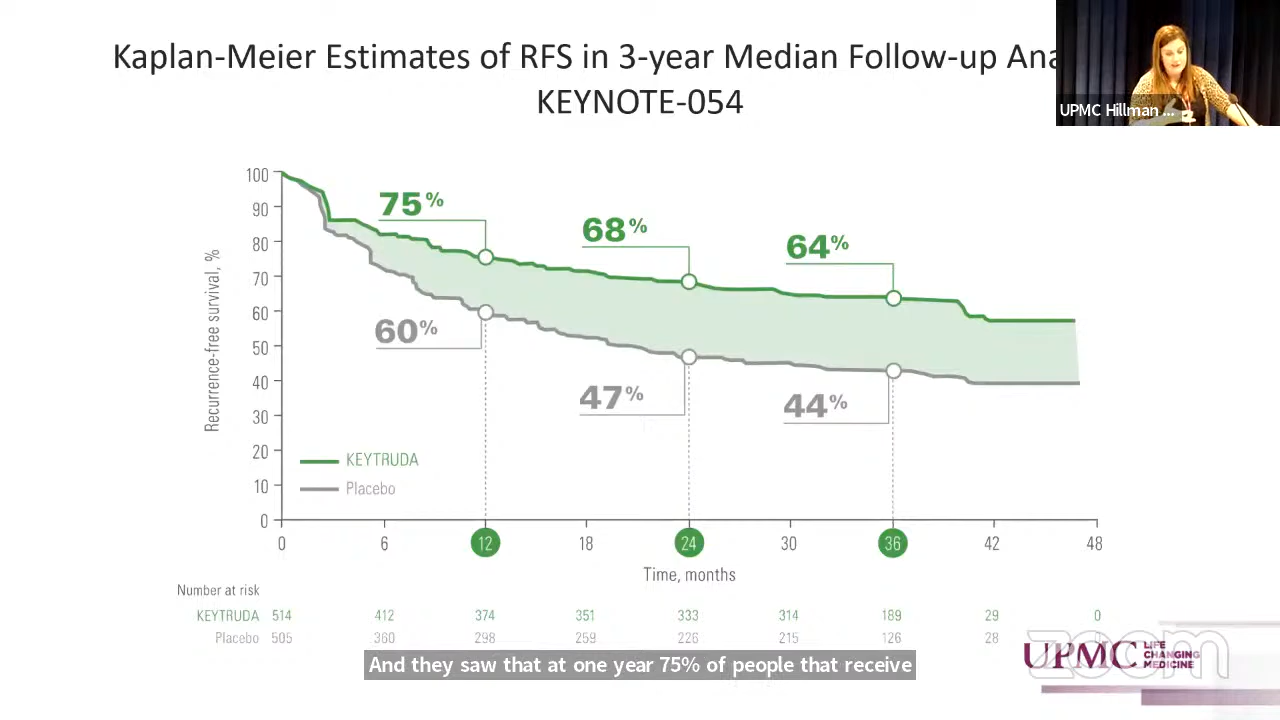 Kaplan-Meier Estimates of RFS in 3-year Median Follow-up Ana
KEYNOTE-054
UPMC Hillman ...
100
90
80
70
60
50
40
30
20
10
0
Recurrence-free survival, %
75%
68%
64%
60%
47%
44%
KEYTRUDA
Placebo
0 6 12 18 24 30 36 42 48
Time, months
Number at risk
KEYTRUDA 514 412 374 351 333 314 189 29 0
Placebo 505 360 298 259 226 215 126 28
And they saw that at one year 75% of people that receive
zoom
UPMC LIFE
CHANGING
MEDICINE